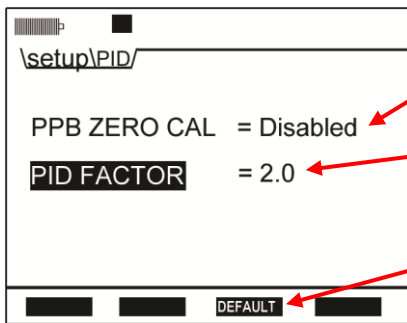 \setup\PID/
PPB ZERO CAL = Disabled
PID FACTOR = 2.0
DEFAULT